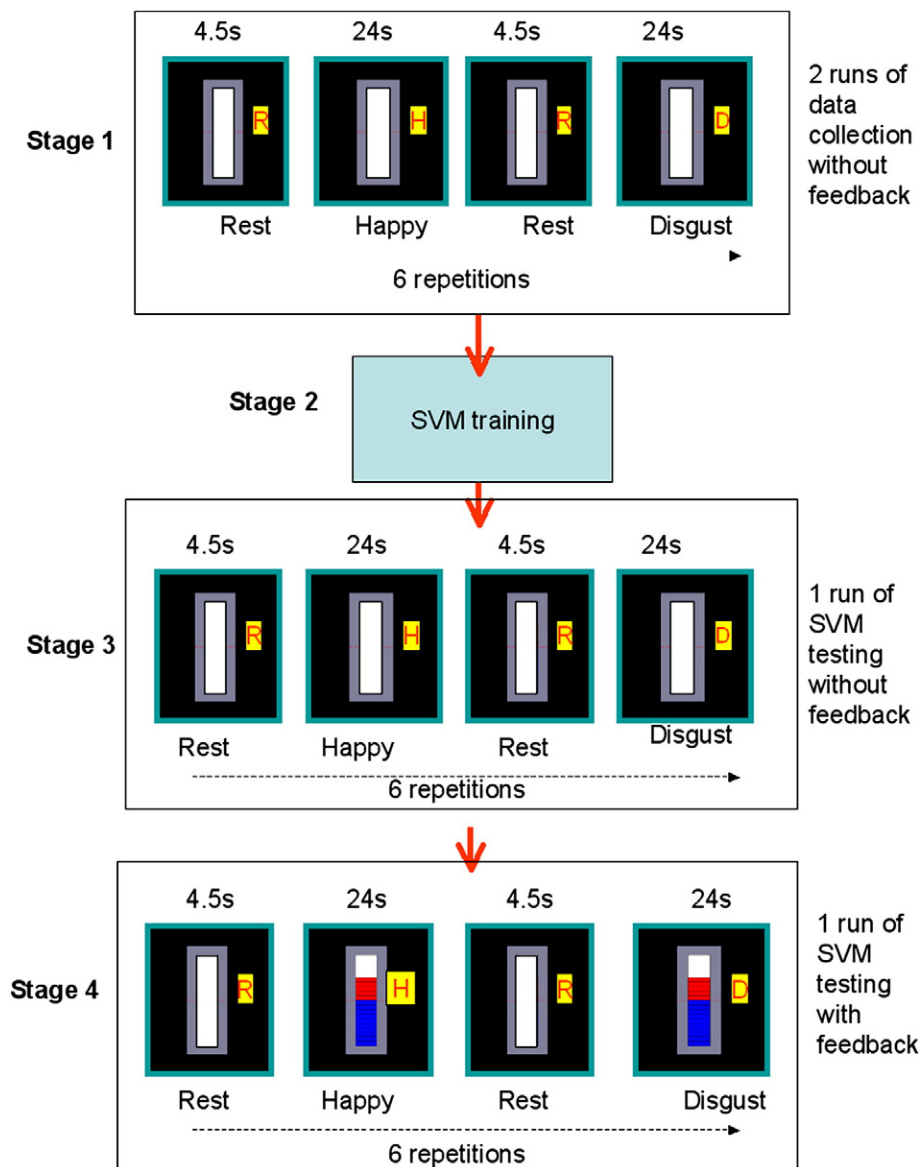 4.5s 24s 4.5s 24s
R H R D
Rest Happy Rest Disgust
6 repetitions
Stage 1
2 runs of
data
collection
without
feedback
Stage 2
SVM training
4.5s 24s 4.5s 24s
R H R D
Rest Happy Rest Disgust
6 repetitions
Stage 3
1 run of
SVM
testing
without
feedback
4.5s 24s 4.5s 24s
R H R D
Rest Happy Rest Disgust
6 repetitions
Stage 4
1 run of
SVM
testing
with
feedback